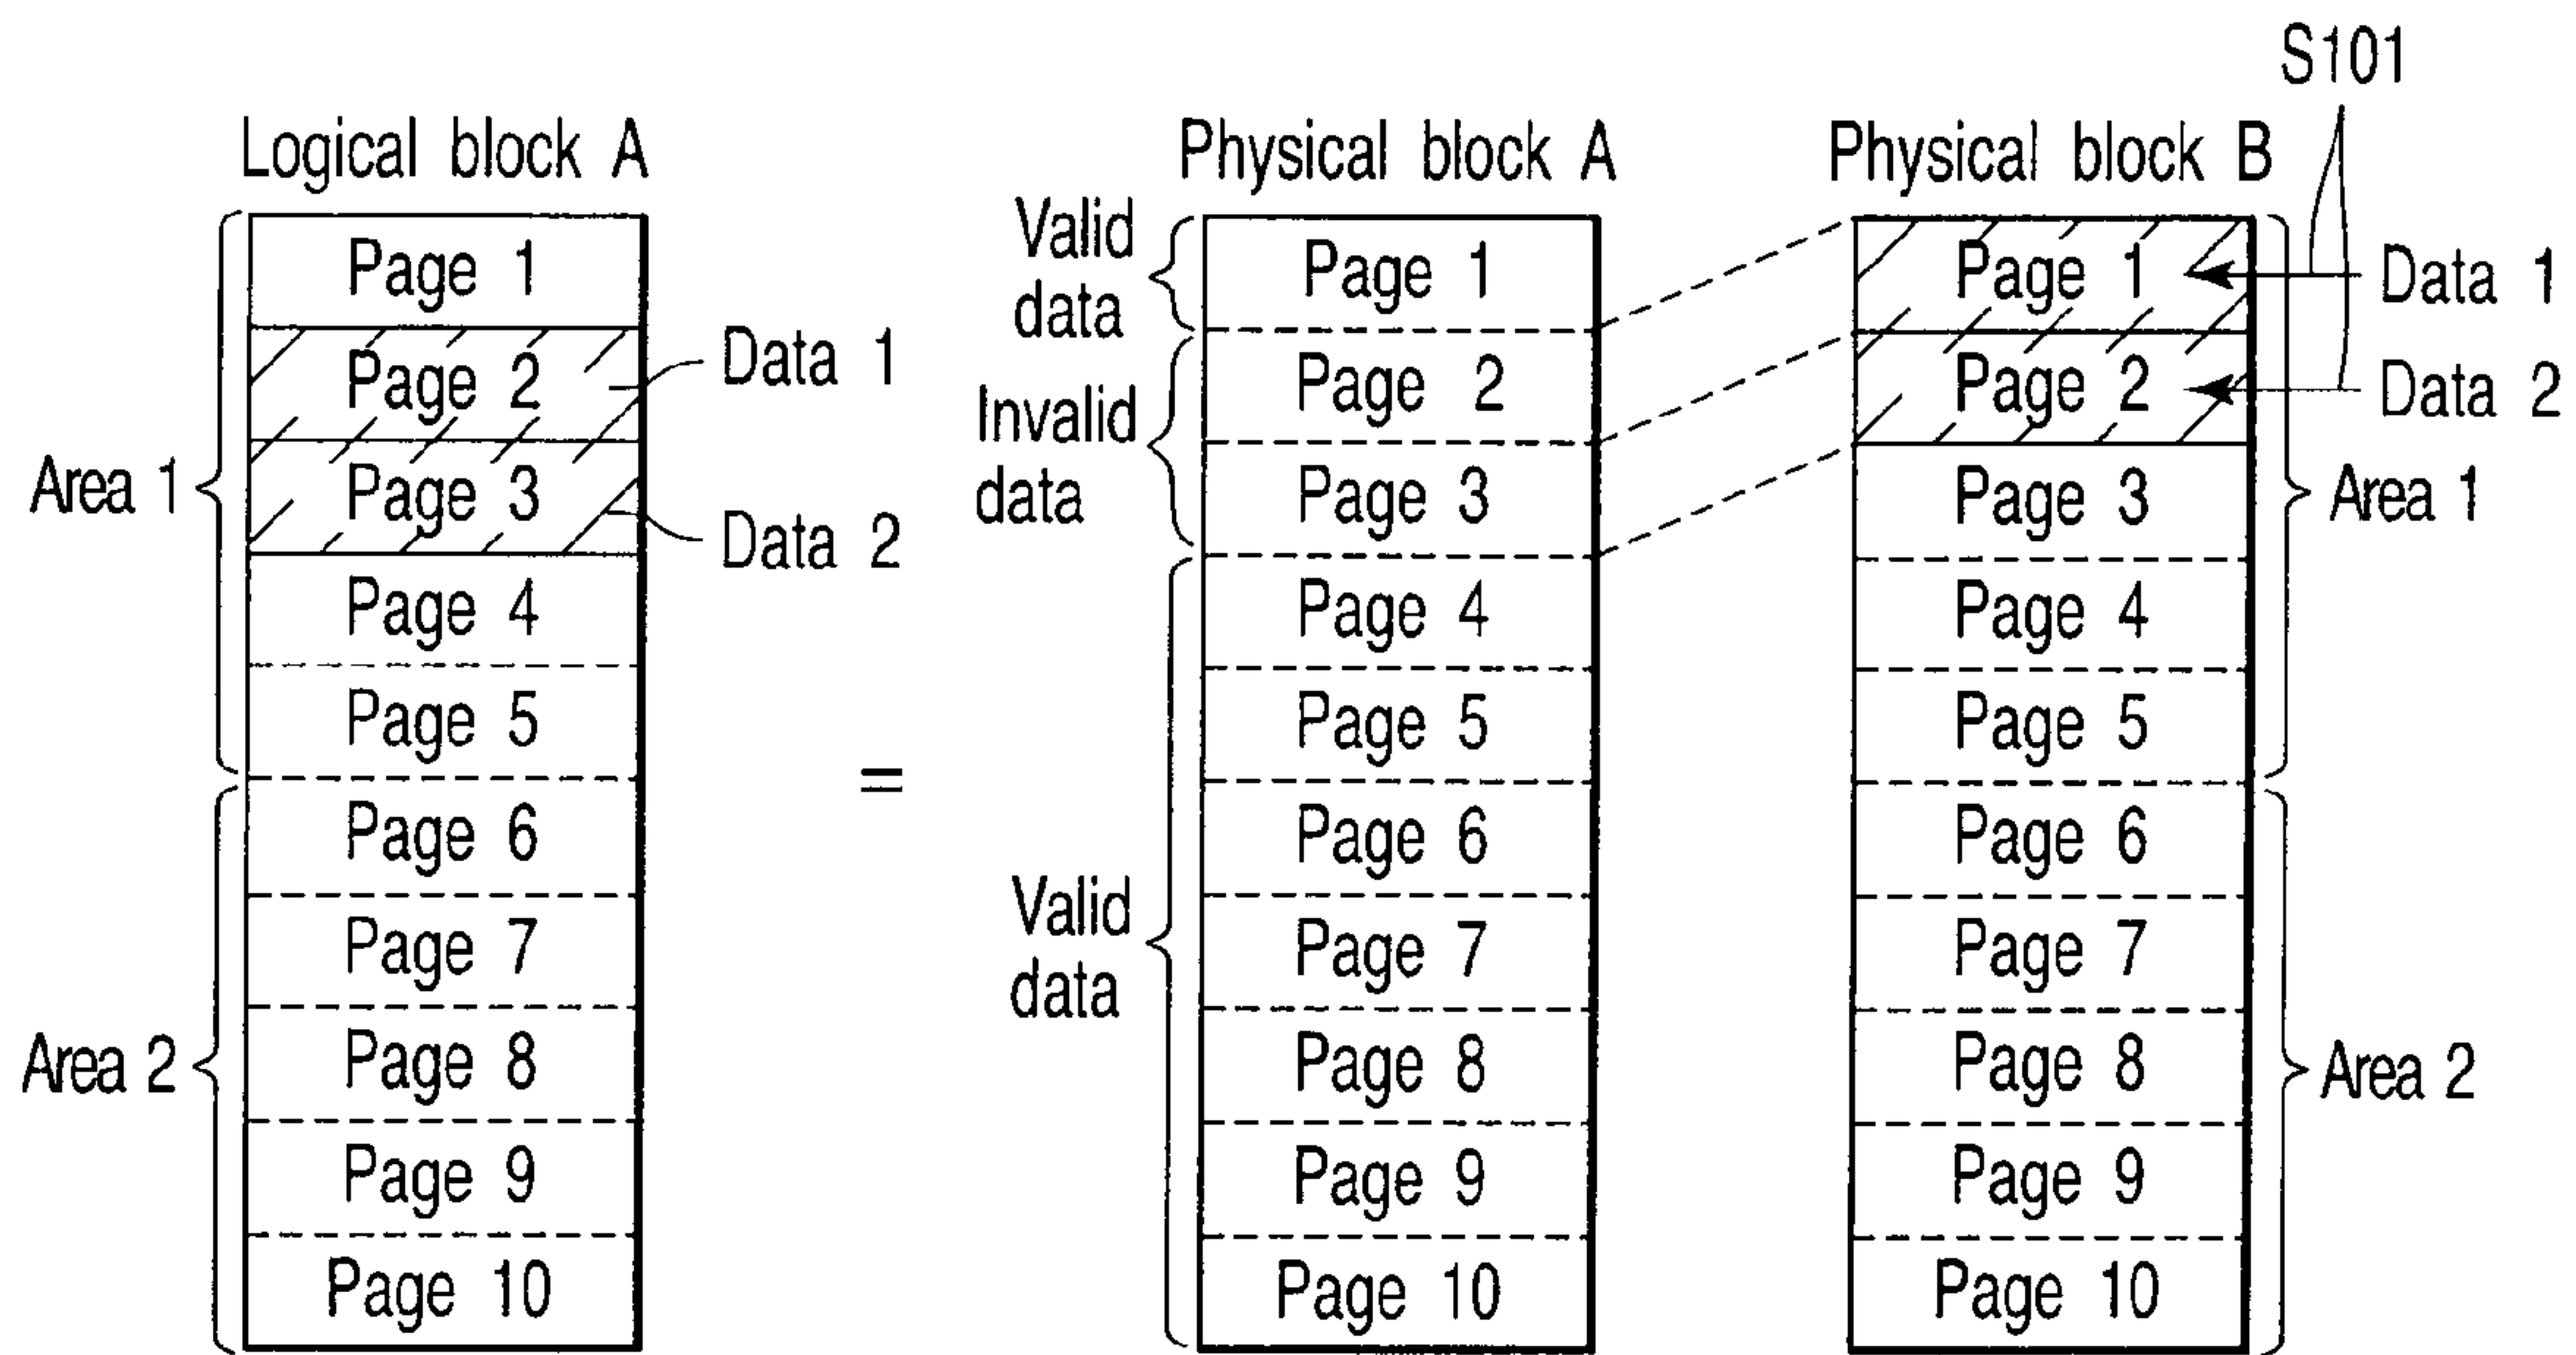 S101
Logical block A
Physical block A
Physical block B
Area 1
Area 2
Page 1
Page 2
Page 3
Page 4
Page 5
Page 6
Page 7
Page 8
Page 9
Page 10
Data 1
Data 2
=
Valid
data
Invalid
data
Valid
data
Page 1
Page 2
Page 3
Page 4
Page 5
Page 6
Page 7
Page 8
Page 9
Page 10
Page 1
Page 2
Page 3
Page 4
Page 5
Page 6
Page 7
Page 8
Page 9
Page 10
Data 1
Data 2
Area 1
Area 2